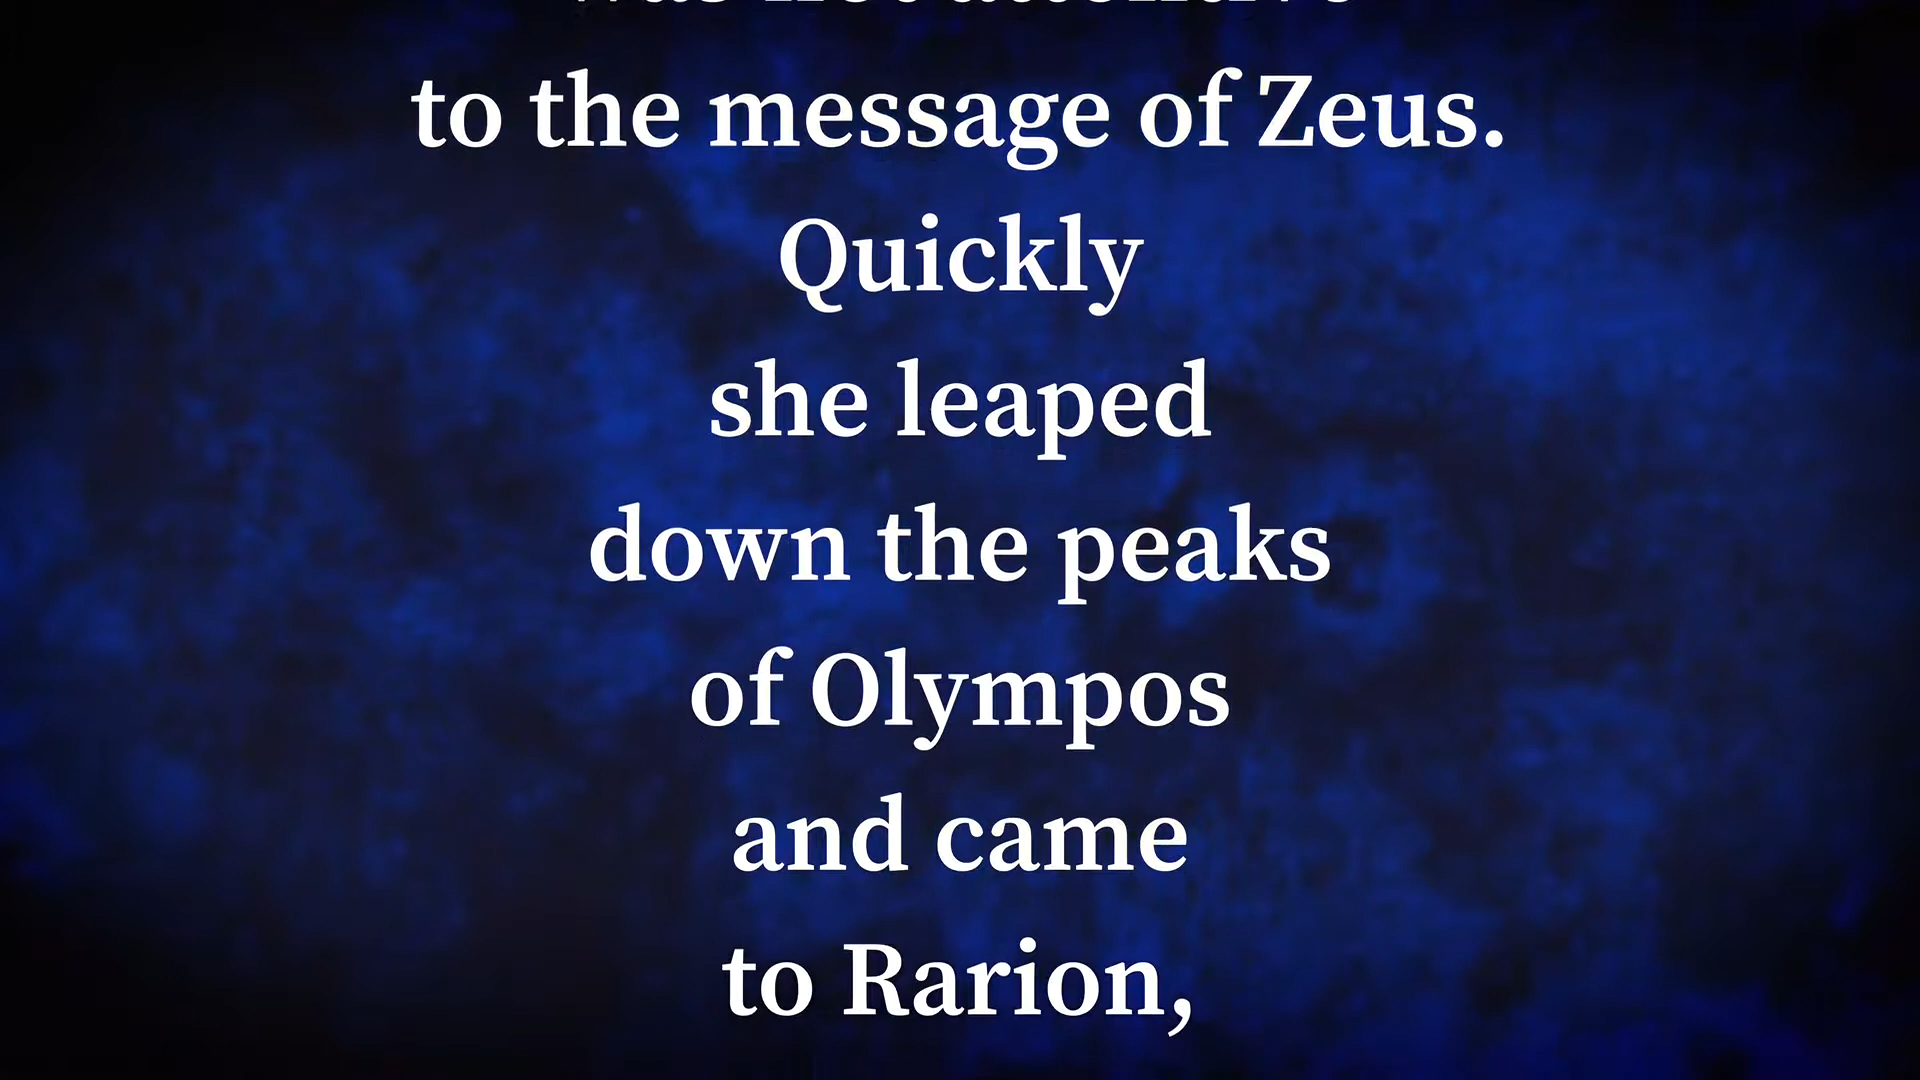 to the message of Zeus.
Quickly
she leaped
down the peaks
of Olympos
and came
to Rarion,